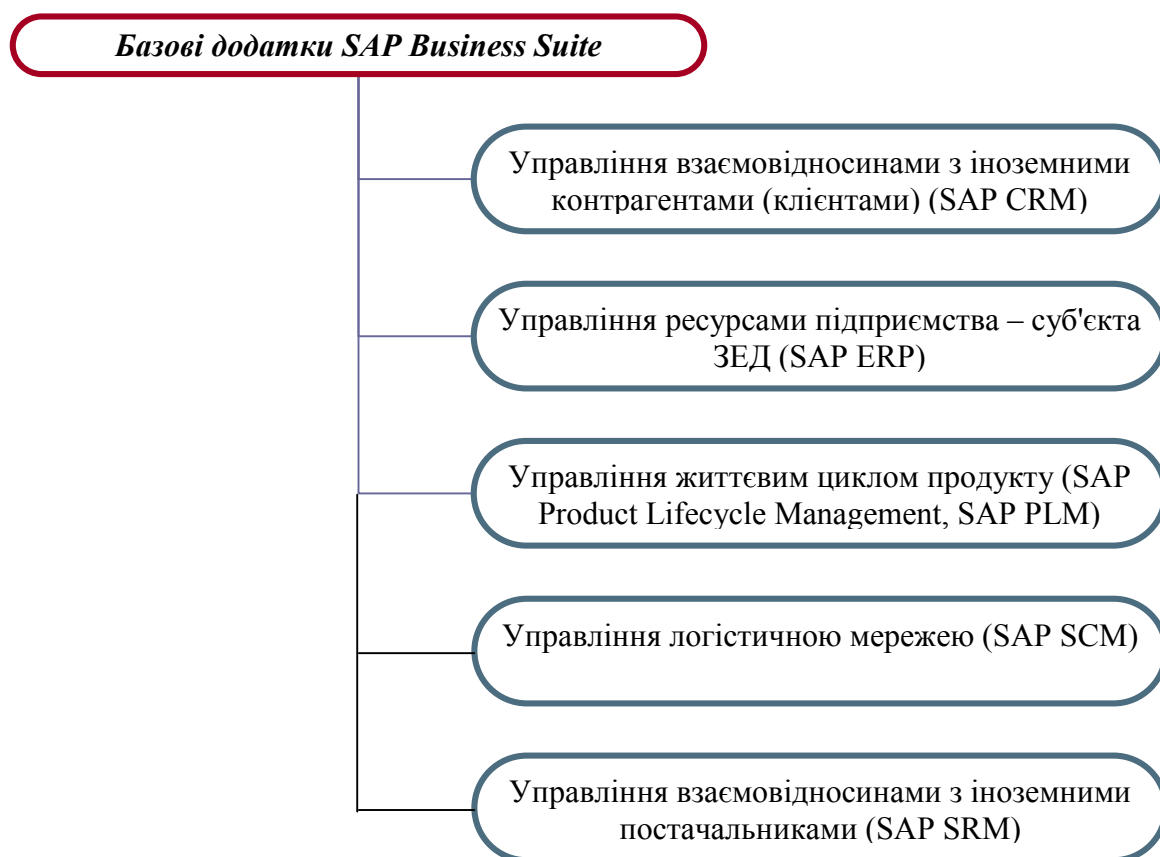 Базові додатки SAP Business Suite
Управління взаємовідносинами з іноземними
контрагентами (клієнтами) (SAP CRM)
Управління ресурсами підприємства – суб'єкта
ЗЕД (SAP ERP)
Управління життєвим циклом продукту (SAP
Product Lifecycle Management, SAP PLM)
Управління логістичною мережею (SAP SCM)
Управління взаємовідносинами з іноземними
постачальниками (SAP SRM)